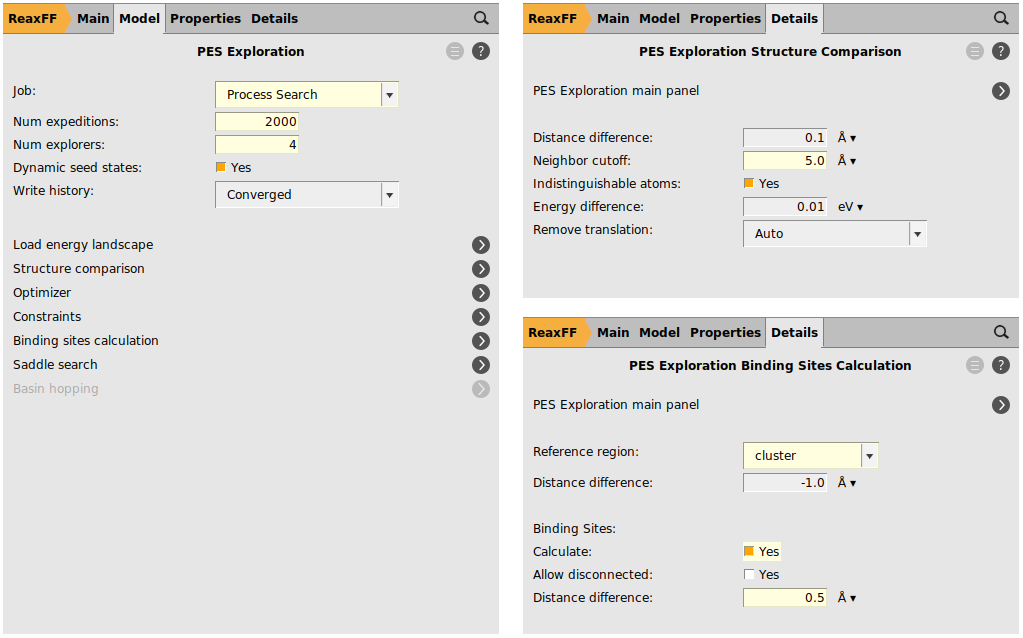 ReaxFF Main Model Properties Details
PES Exploration
Job: Process Search
Num expeditions: 2000
Num explorers: 4
Dynamic seed states: Yes
Write history: Converged
Load energy landscape
Structure comparison
Optimizer
Constraints
Binding sites calculation
Saddle search
Basin hopping
ReaxFF Main Model Properties Details
PES Exploration Structure Comparison
PES Exploration main panel
Distance difference: 0.1 Å
Neighbor cutoff: 5.0 Å
Indistinguishable atoms: Yes
Energy difference: 0.01 eV
Remove translation: Auto
ReaxFF Main Model Properties Details
PES Exploration Binding Sites Calculation
PES Exploration main panel
Reference region: cluster
Distance difference: -1.0 Å
Binding Sites:
Calculate: Yes
Allow disconnected: Yes
Distance difference: 0.5 Å